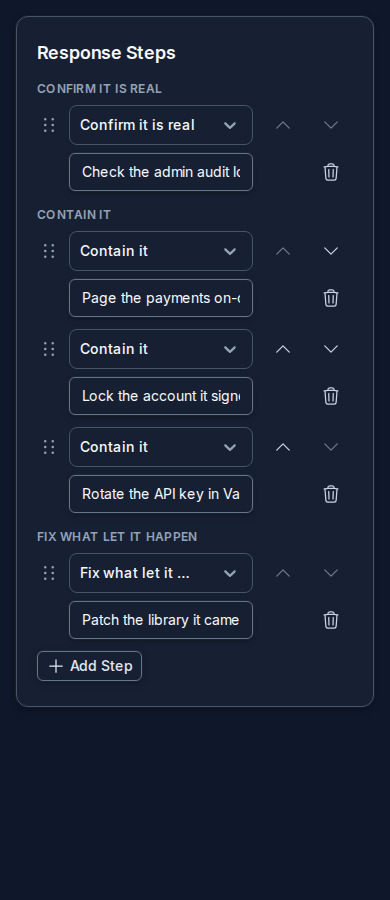 Response Steps
CONFIRM IT IS REAL
Confirm it is real
Check the admin audit lo
CONTAIN IT
Contain it
Page the payments on-c
Contain it
Lock the account it signe
Contain it
Rotate the API key in Va
FIX WHAT LET IT HAPPEN
Fix what let it ...
Patch the library it came
Add Step